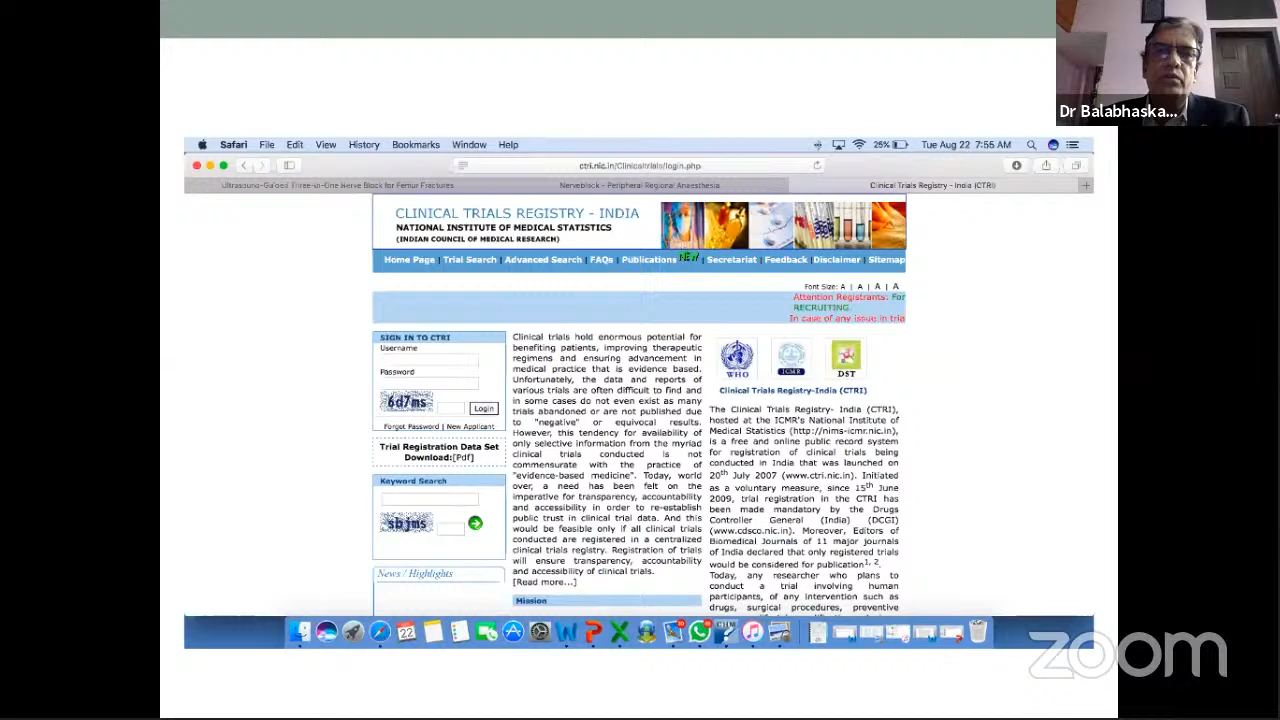 Dr Balabhaska...
Safari File Edit View History Bookmarks Window Help 25% Tue Aug 22 7:55 AM
ctri.nic.in/Clinicaltrials/login.php
Ultrasound-Guided Three-in-One Nerve Block for Femur Fractures
Nerveblock - Peripheral Regional Anaesthesia
Clinical Trials Registry - India (CTRI)
CLINICAL TRIALS REGISTRY - INDIA
NATIONAL INSTITUTE OF MEDICAL STATISTICS
(INDIAN COUNCIL OF MEDICAL RESEARCH)
Home Page | Trial Search | Advanced Search | FAQs | Publications NEW | Secretariat | Feedback | Disclaimer | Sitemap
Font Size: A | A | A | A
Attention Registrants: For
RECRUITING.
In case of any issue in tria
SIGN IN TO CTRI
Username
Password
6d7ms
Login
Forget Password | New Applicant
Trial Registration Data Set
Download:[Pdf]
Keyword Search
sbjms
News / Highlights
Clinical trials hold enormous potential for
benefiting patients, improving therapeutic
regimens and ensuring advancement in
medical practice that is evidence based.
Unfortunately, the data and reports of
various trials are often difficult to find and
in some cases do not even exist as many
trials abandoned or are not published due
to "negative" or equivocal results.
However, this tendency for availability of
only selective information from the myriad
clinical trials conducted is not
commensurate with the practice of
"evidence-based medicine". Today, world
over, a need has been felt on the
imperative for transparency, accountability
and accessibility in order to re-establish
public trust in clinical trial data. And this
would be feasible only if all clinical trials
conducted are registered in a centralized
clinical trials registry. Registration of trials
will ensure transparency, accountability
and accessibility of clinical trials.
[Read more...]
Mission
WHO
ICMR
DST
Clinical Trials Registry-India (CTRI)
The Clinical Trials Registry- India (CTRI),
hosted at the ICMR's National Institute of
Medical Statistics (http://nims-icmr.nic.in),
is a free and online public record system
for registration of clinical trials being
conducted in India that was launched on
20th July 2007 (www.ctri.nic.in). Initiated
as a voluntary measure, since 15th June
2009, trial registration in the CTRI has
been made mandatory by the Drugs
Controller General (India) (DCGI)
(www.cdsco.nic.in). Moreover, Editors of
Biomedical Journals of 11 major journals
of India declared that only registered trials
would be considered for publication1, 2.
Today, any researcher who plans to
conduct a trial involving human
participants, of any intervention such as
drugs, surgical procedures, preventive
22
zoom